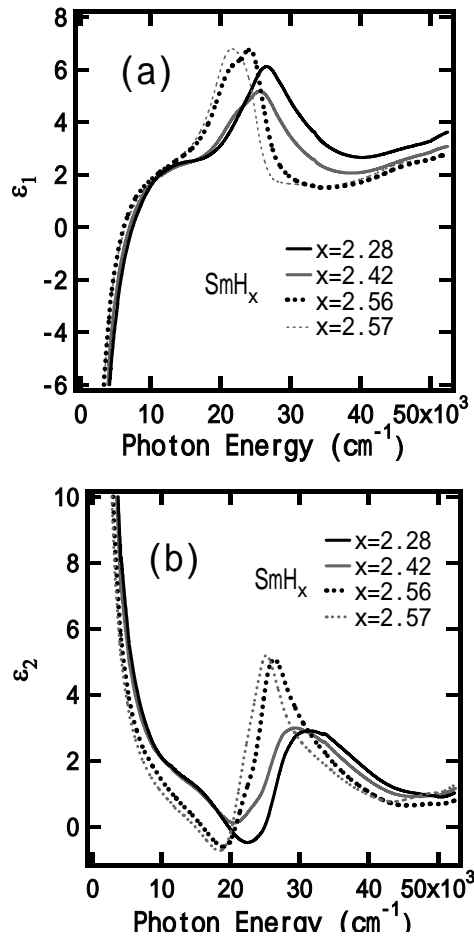 8
(a)
6
4
ε1
2
0
-2
-4
-6
SmHx
x=2.28
x=2.42
x=2.56
x=2.57
0 10 20 30 40 50x10³
Photon Energy (cm⁻¹)
10
(b)
8
6
ε2
4
2
0
SmHx
x=2.28
x=2.42
x=2.56
x=2.57
0 10 20 30 40 50x10³
Photon Energy (cm⁻¹)